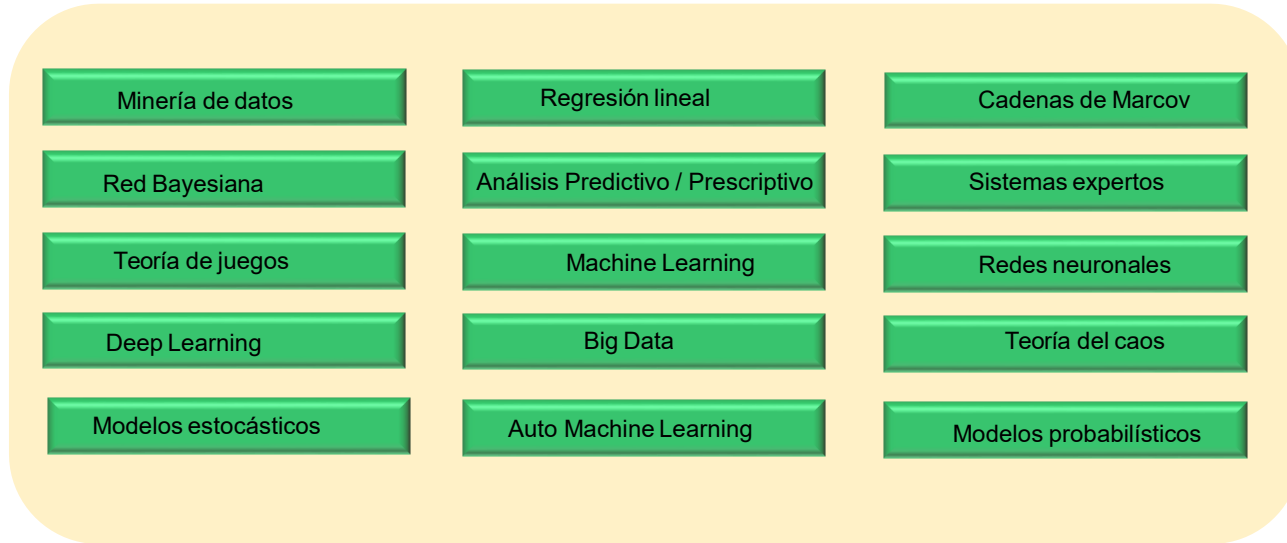 Minería de datos
Regresión lineal
Cadenas de Marcov
Red Bayesiana
Análisis Predictivo / Prescriptivo
Sistemas expertos
Teoría de juegos
Machine Learning
Redes neuronales
Deep Learning
Big Data
Teoría del caos
Modelos estocásticos
Auto Machine Learning
Modelos probabilísticos